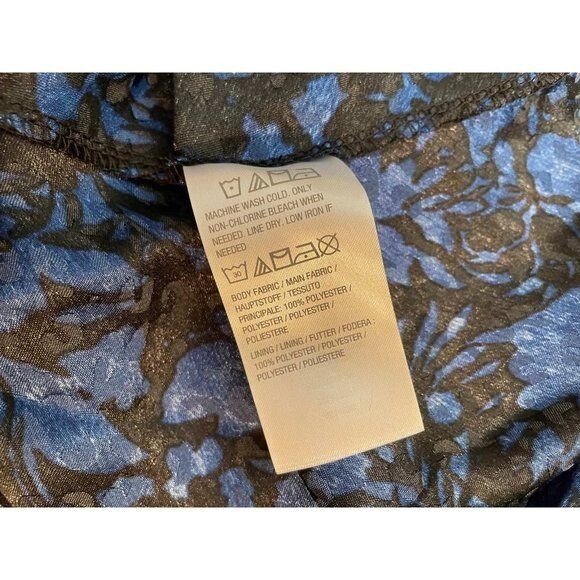 MACHINE WASH COLD. ONLY
NON-CHLORINE BLEACH WHEN
NEEDED. LINE DRY. LOW IRON IF
NEEDED
30
BODY FABRIC / MAIN FABRIC /
HAUPTSTOFF / TESSUTO
PRINCIPALE: 100% POLYESTER /
POLYESTER / POLYESTER /
POLIESTERE
LINING / LINING / FUTTER / FODERA :
100% POLYESTER / POLYESTER /
POLYESTER / POLIESTERE